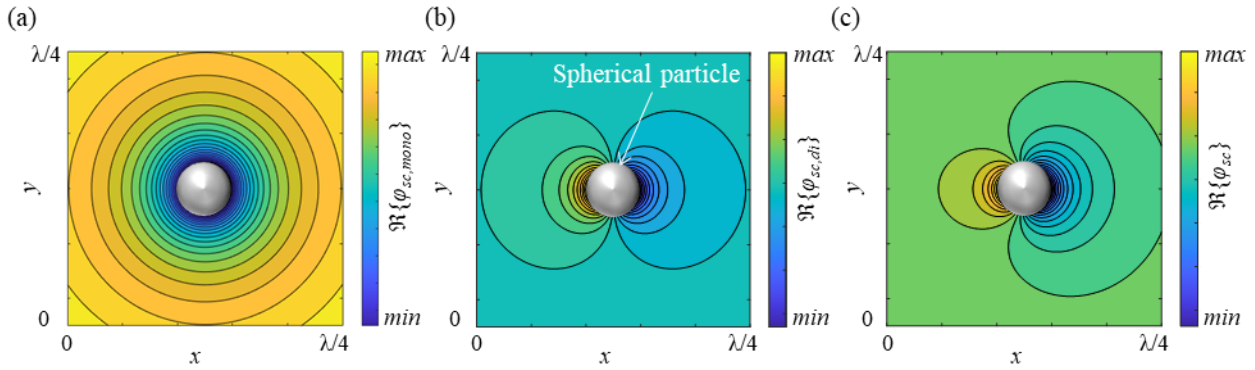 (a)
λ/4
y
0
0
x
λ/4
max
ℜ{φsc,mono}
min
(b)
λ/4
Spherical particle
y
0
0
x
λ/4
max
ℜ{φsc,di}
min
(c)
λ/4
y
0
0
x
λ/4
max
ℜ{φsc}
min